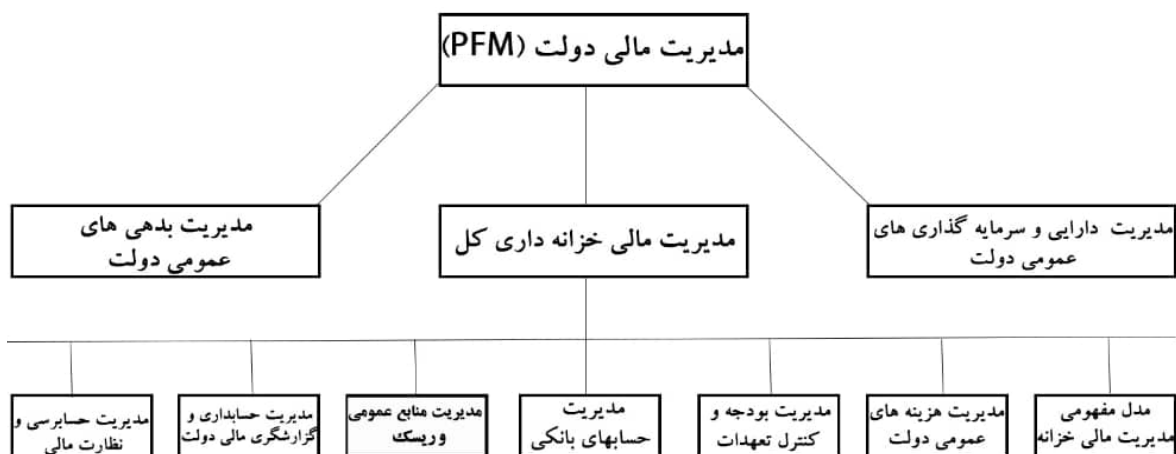 مدیریت مالی دولت (PFM)
مدیریت دارایی و سرمایه گذاری های
عمومی دولت
مدیریت مالی خزانه داری کل
مدیریت بدهی های
عمومی دولت
مدل مفهومی
مدیریت مالی خزانه
مدیریت هزینه های
عمومی دولت
مدیریت بودجه و
کنترل تعهدات
مدیریت
حسابهای بانکی
مدیریت منابع عمومی
وریسک
مدیریت حسابداری و
گزارشگری مالی دولت
مدیریت حسابرسی و
نظارت مالی